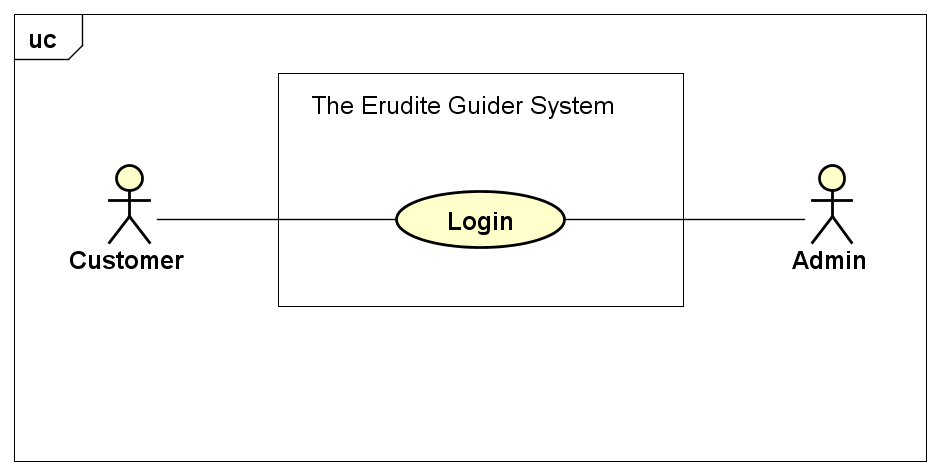 uc
The Erudite Guider System
Login
Customer
Admin